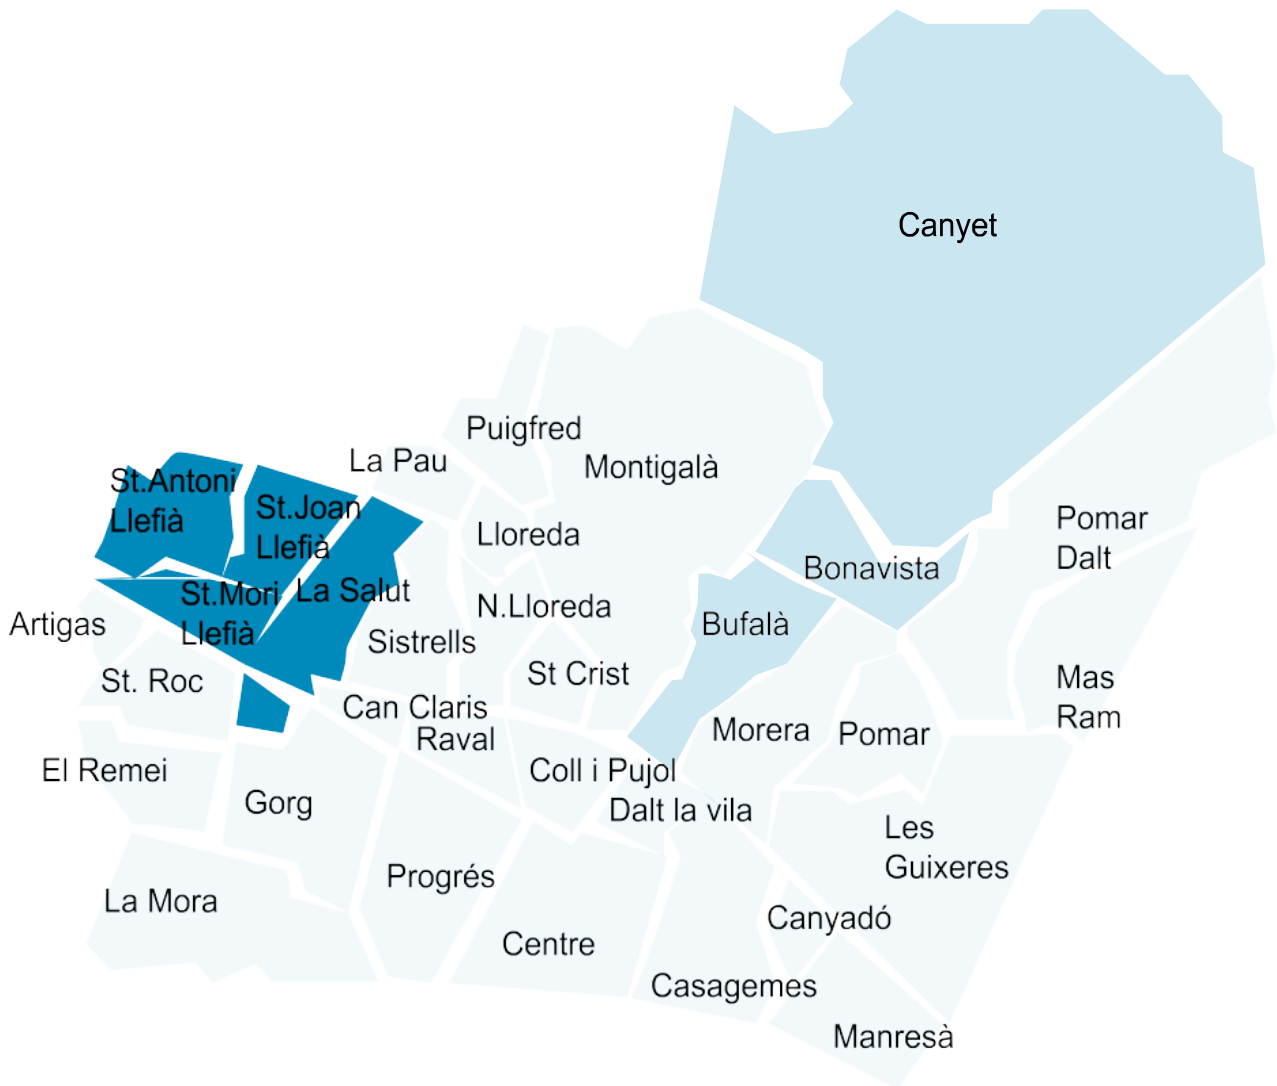 Canyet
Puigfred
La Pau
Montigalà
St.Antoni
Llefià
St.Joan
Llefià
Lloreda
Pomar
Dalt
Bonavista
St.Mori
Llefià
La Salut
N.Lloreda
Artigas
Bufalà
Sistrells
St. Roc
St Crist
Mas
Ram
Can Claris
Raval
Morera
Pomar
El Remei
Coll i Pujol
Gorg
Dalt la vila
Les
Guixeres
Progrés
La Mora
Canyadó
Centre
Casagemes
Manresà